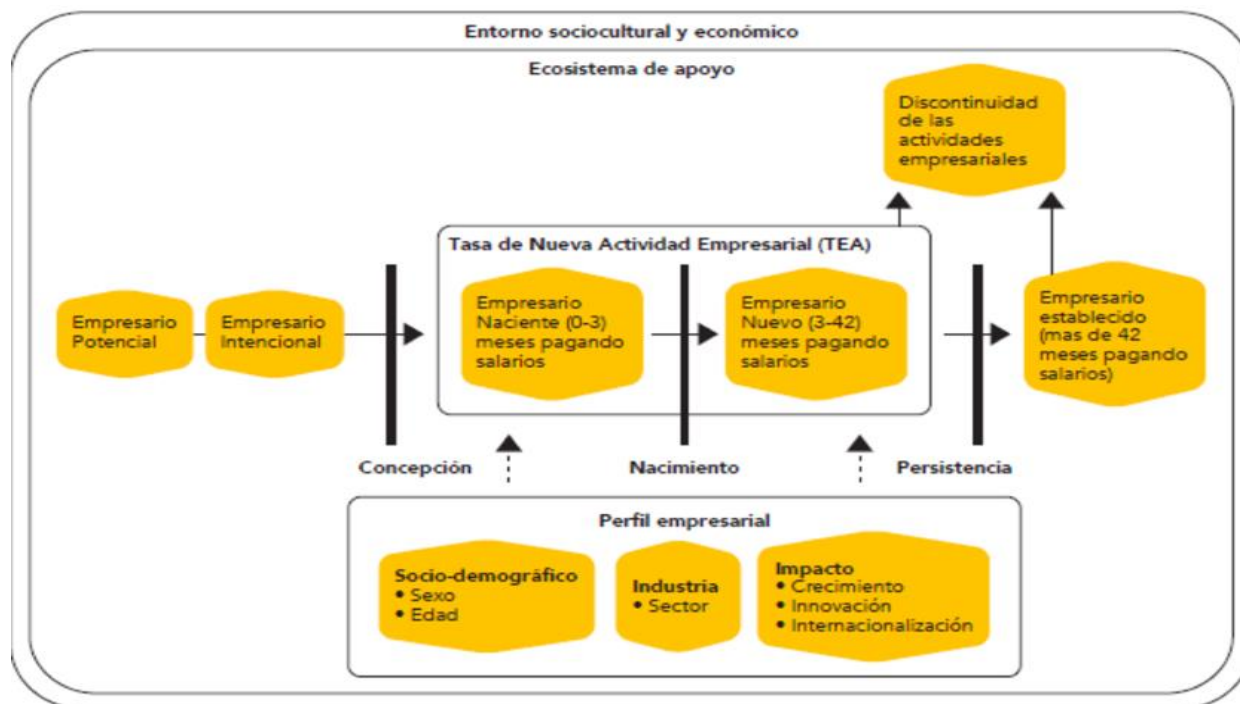 Entorno sociocultural y económico
Ecosistema de apoyo
Discontinuidad
de las
actividades
empresariales
Tasa de Nueva Actividad Empresarial (TEA)
Empresario
Potencial
Empresario
Intencional
Empresario
Naciente (0-3)
meses pagando
salarios
Empresario
Nuevo (3-42)
meses pagando
salarios
Empresario
establecido
(mas de 42
meses pagando
salarios)
Concepción
Nacimiento
Persistencia
Perfil empresarial
Socio-demográfico
• Sexo
• Edad
Industria
• Sector
Impacto
• Crecimiento
• Innovación
• Internacionalización